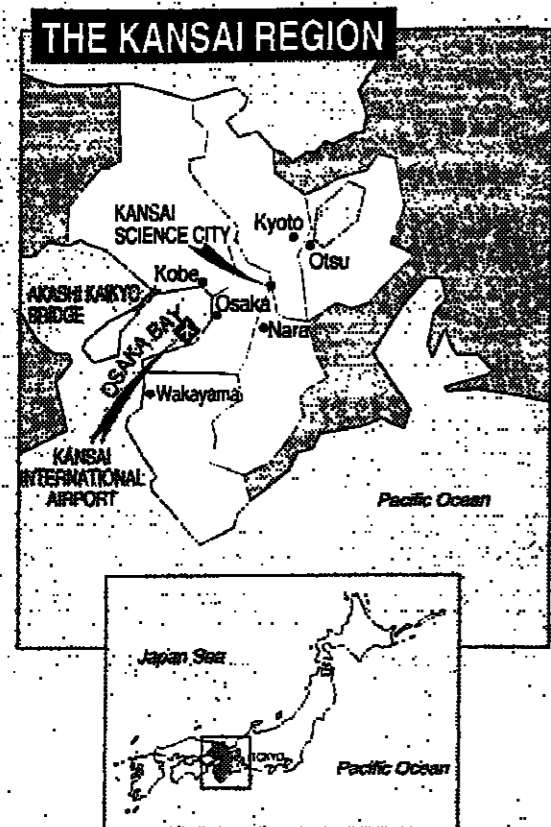 THE KANSAI REGION
KANSAI
SCIENCE CITY
Kyoto
Otsu
Kobe
AKASHI KAIKYO
BRIDGE
Osaka
OSAKA BAY
Nara
Wakayama
KANSAI
INTERNATIONAL
AIRPORT
Pacific Ocean
Japan Sea
TOKYO
Pacific Ocean